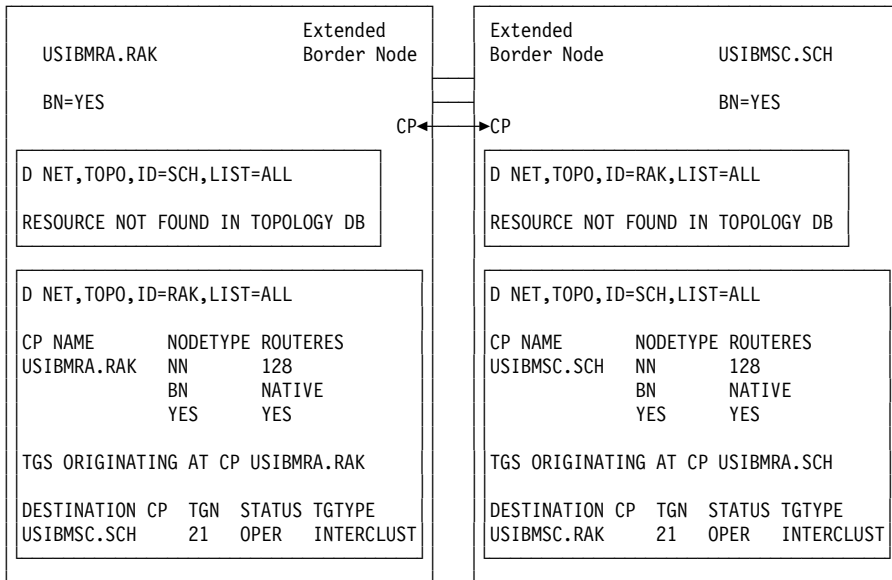 Extended
USIBMRA.RAK Border Node
BN=YES
CP
D NET,TOPO,ID=SCH,LIST=ALL
RESOURCE NOT FOUND IN TOPOLOGY DB
D NET,TOPO,ID=RAK,LIST=ALL
CP NAME NODETYPE ROUTERES
USIBMRA.RAK NN 128
BN NATIVE
YES YES
TGS ORIGINATING AT CP USIBMRA.RAK
DESTINATION CP TGN STATUS TGTYPE
USIBMSC.SCH 21 OPER INTERCLUST
Extended
Border Node USIBMSC.SCH
BN=YES
CP
D NET,TOPO,ID=RAK,LIST=ALL
RESOURCE NOT FOUND IN TOPOLOGY DB
D NET,TOPO,ID=SCH,LIST=ALL
CP NAME NODETYPE ROUTERES
USIBMSC.SCH NN 128
BN NATIVE
YES YES
TGS ORIGINATING AT CP USIBMRA.SCH
DESTINATION CP TGN STATUS TGTYPE
USIBMSC.RAK 21 OPER INTERCLUST